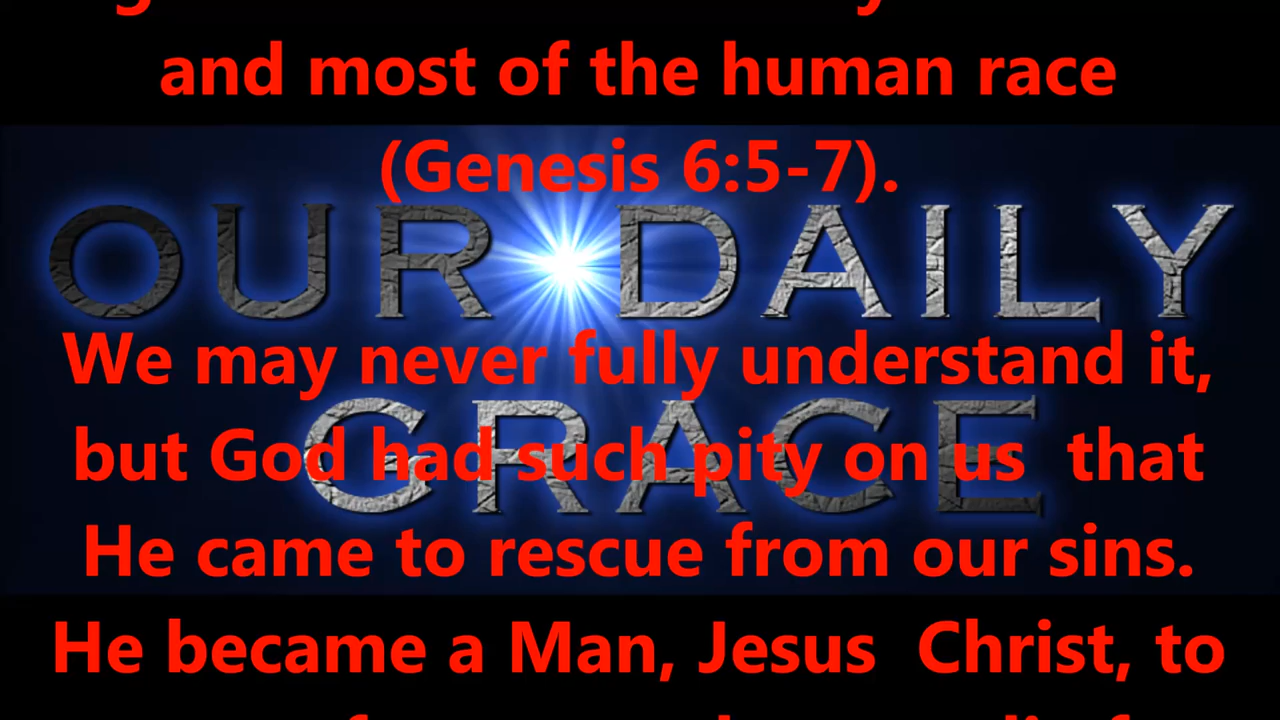 and most of the human race
(Genesis 6:5-7).
OUR DAILY
We may never fully understand it,
GRACE
but God had such pity on us  that
He came to rescue from our sins.
He became a Man, Jesus  Christ, to